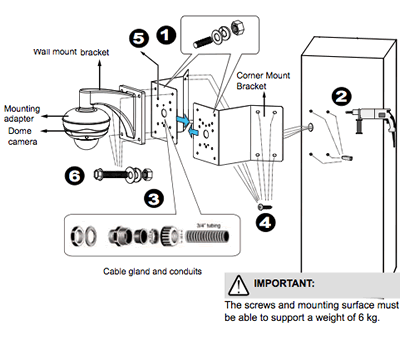 5
1
Wall mount bracket
Corner Mount
Bracket
2
Mounting
adapter
Dome
camera
6
3
4
3/4" tubing
Cable gland and conduits
IMPORTANT:
The screws and mounting surface must
be able to support a weight of 6 kg.